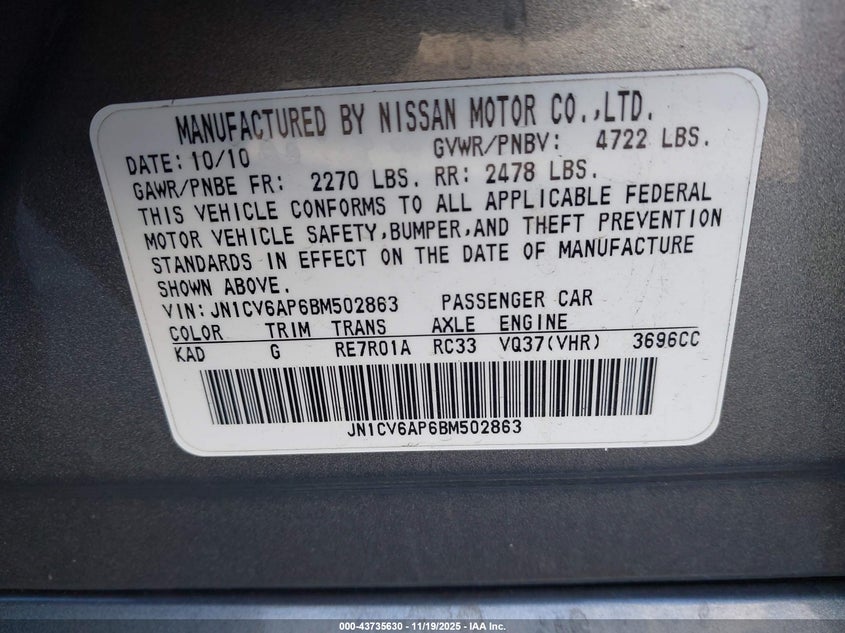 MANUFACTURED BY NISSAN MOTOR CO.,LTD.
DATE: 10/10 GVWR/PNBV: 4722 LBS.
GAWR/PNBE FR: 2270 LBS. RR: 2478 LBS.
THIS VEHICLE CONFORMS TO ALL APPLICABLE FEDERAL
MOTOR VEHICLE SAFETY,BUMPER,AND THEFT PREVENTION
STANDARDS IN EFFECT ON THE DATE OF MANUFACTURE
SHOWN ABOVE.
VIN: JN1CV6AP6BM502863 PASSENGER CAR
COLOR TRIM TRANS AXLE ENGINE
KAD G RE7R01A RC33 VQ37(VHR) 3696CC
JN1CV6AP6BM502863
000-43735630 - 11/19/2025 - IAA Inc.